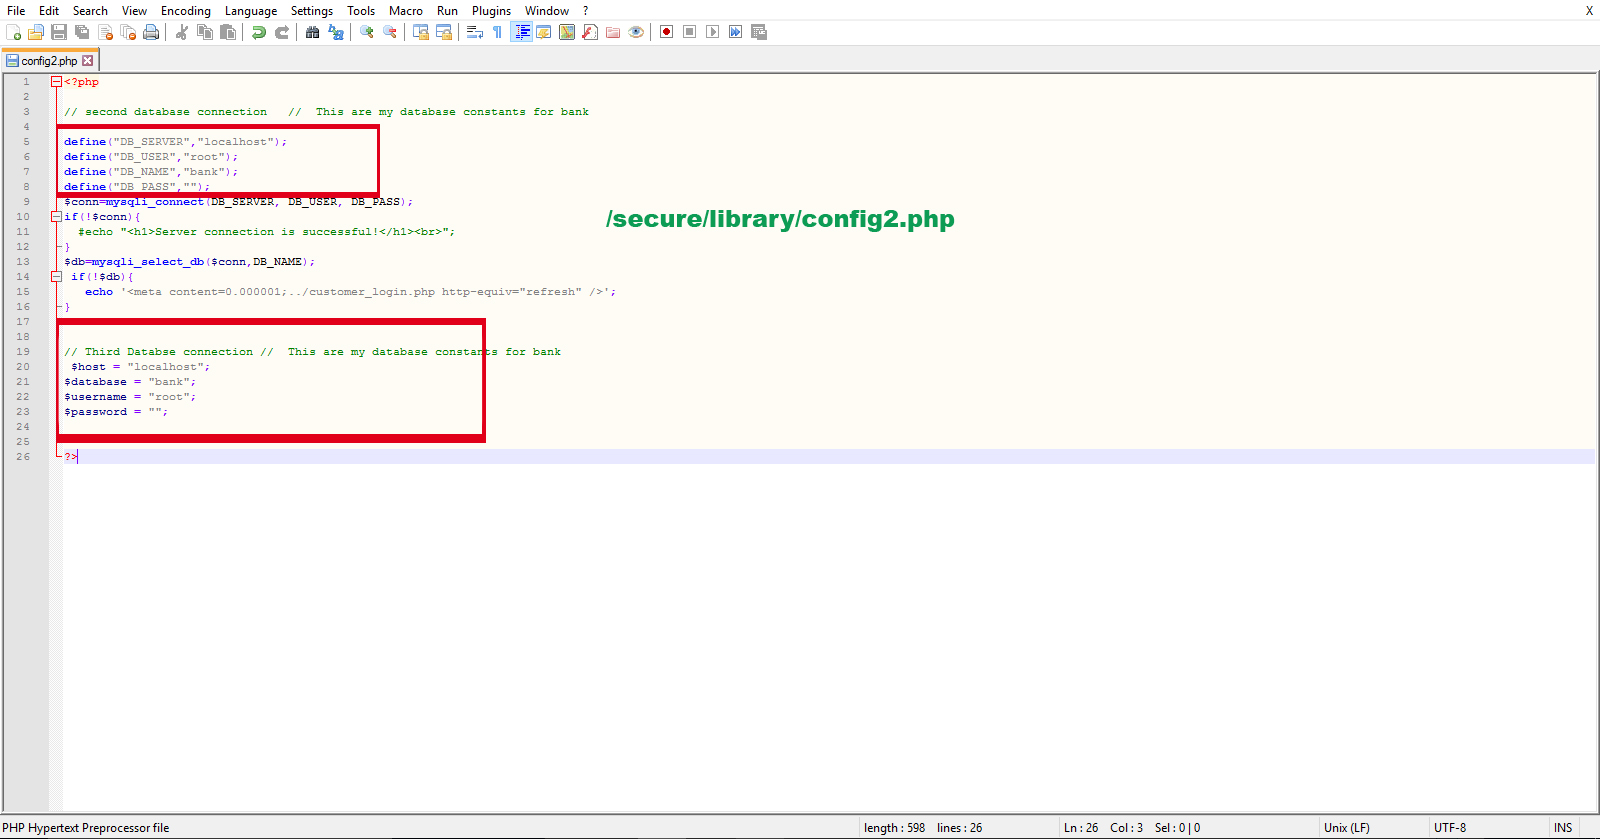 File Edit Search View Encoding Language Settings Tools Macro Run Plugins Window ? X
config2.php
1 <?php
2
3 // second database connection   //  This are my database constants for bank
4
5 define("DB_SERVER","localhost");
6 define("DB_USER","root");
7 define("DB_NAME","bank");
8 define("DB_PASS","");
9 $conn=mysqli_connect(DB_SERVER, DB_USER, DB_PASS);
10 if(!$conn){
/secure/library/config2.php
11   #echo "<h1>Server connection is successful!</h1><br>";
12 }
13 $db=mysqli_select_db($conn,DB_NAME);
14  if(!$db){
15    echo '<meta content=0.000001;../customer_login.php http-equiv="refresh" />';
16 }
17
18
19 // Third Databse connection //  This are my database constants for bank
20  $host = "localhost";
21 $database = "bank";
22 $username = "root";
23 $password = "";
24
25
26 ?>
PHP Hypertext Preprocessor file length : 598 lines : 26 Ln : 26 Col : 3 Sel : 0 | 0 Unix (LF) UTF-8 INS